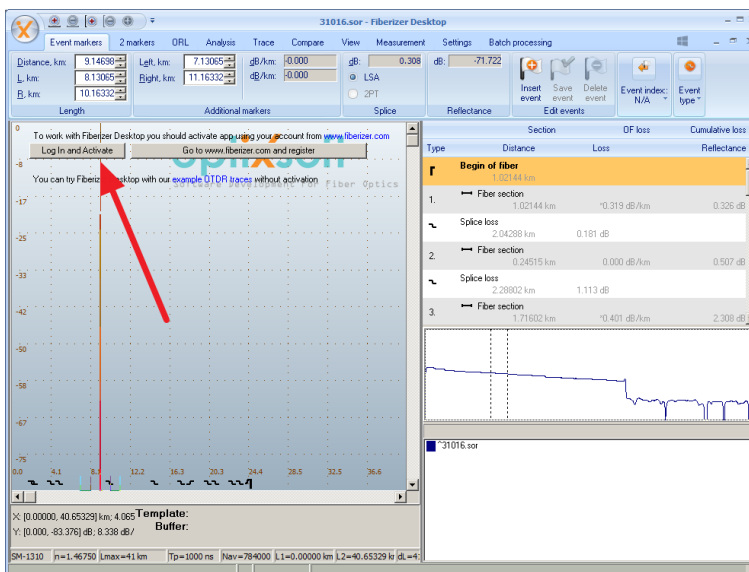 31016.sor - Fiberizer Desktop
Event markers 2 markers ORL Analysis Trace Compare View Measurement Settings Batch processing
Distance, km: 9.14698 Left, km: 7.13065 dB/km: -0.000 dB: 0.308 dB: -71.722
L, km: 8.13065 Right, km: 11.16332 dB/km: -0.000 LSA
R, km: 10.16332 2PT
Insert event Save event Delete event Event index: N/A Event type
Length Additional markers Splice Reflectance Edit events
To work with Fiberizer Desktop you should activate app using your account from www.fiberizer.com
Log In and Activate Go to www.fiberizer.com and register
optiXsoft
Software Development For Fiber Optics
You can try Fiberizer Desktop with our example OTDR traces without activation
0
-8
-17
-25
-33
-42
-50
-58
-67
-75
0.0 4.1 8.1 12.2 16.3 20.3 24.4 28.5 32.5 36.6
X: [0.00000, 40.65329] km; 4.065 Template:
Y: [0.000, -83.376] dB; 8.338 dB/ Buffer:
SM-1310 n=1.46750 Lmax=41 km Tp=1000 ns Nav=784000 L1=0.00000 km L2=40.65329 kr dL=4:
Section OF loss Cumulative loss
Type Distance Loss Reflectance
Begin of fiber
1.02144 km
1. Fiber section
1.02144 km *0.319 dB/km 0.326 dB
Splice loss
2.04288 km 0.181 dB
2. Fiber section
0.24515 km 0.000 dB/km 0.507 dB
Splice loss
2.28802 km 1.113 dB
3. Fiber section
1.71602 km *0.401 dB/km 2.308 dB
^31016.sor